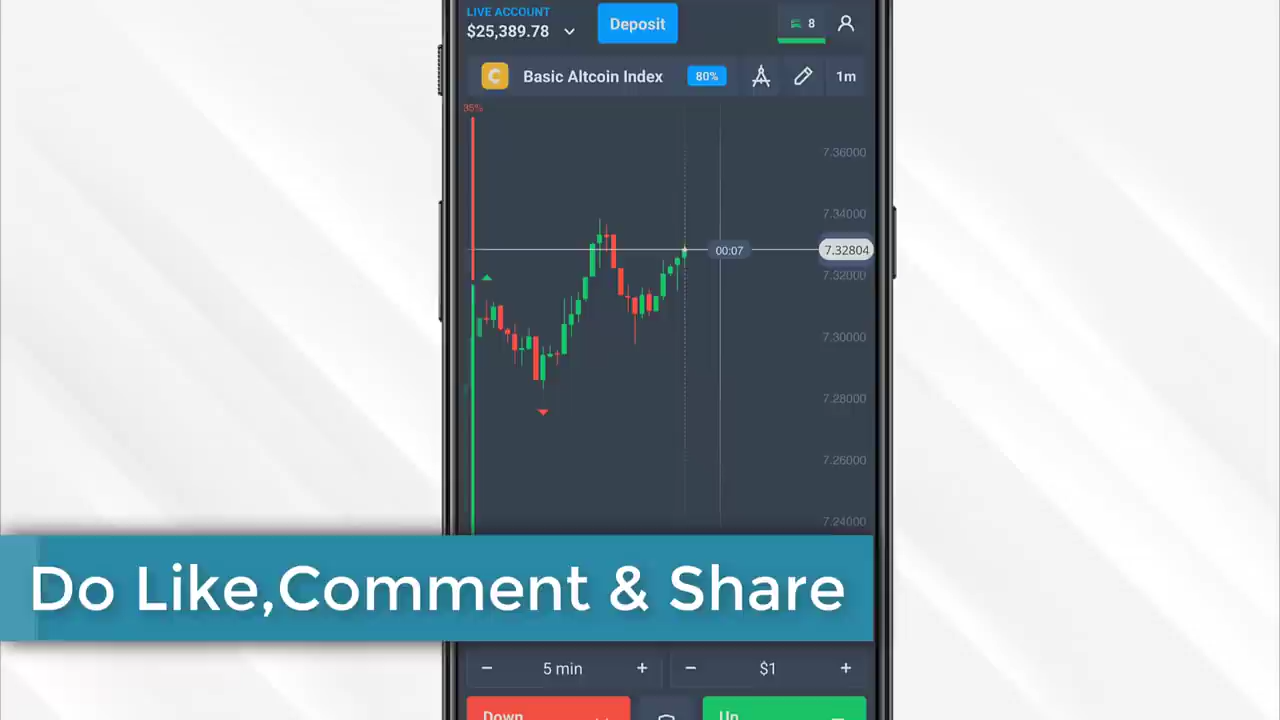 LIVE ACCOUNT
$25,389.78
Deposit
8
Basic Altcoin Index
80%
1m
35%
7.36000
7.34000
00:07
7.32804
7.32000
7.30000
7.28000
7.26000
7.24000
Do Like,Comment & Share
− 5 min +
− $1 +
Down
Up